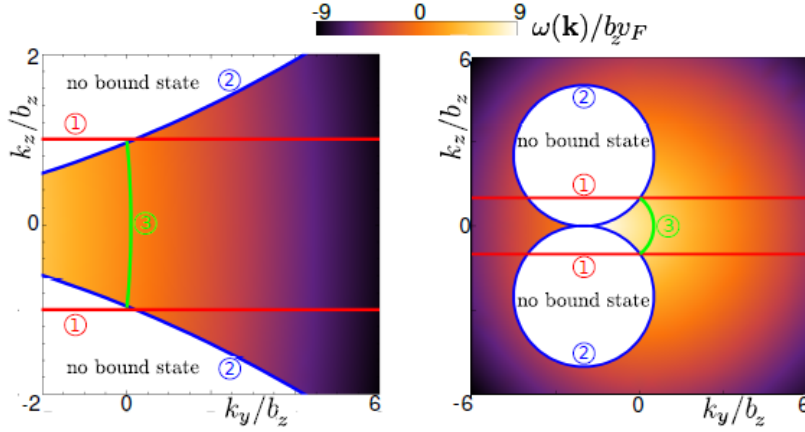 -9 0 9 ω(𝐤)/b_z v_F
2
no bound state
②
①
k_z/b_z
0
③
①
②
no bound state
-2
0
k_y/b_z
6
6
②
no bound state
k_z/b_z
①
0
③
①
no bound state
②
-6
0
k_y/b_z
6